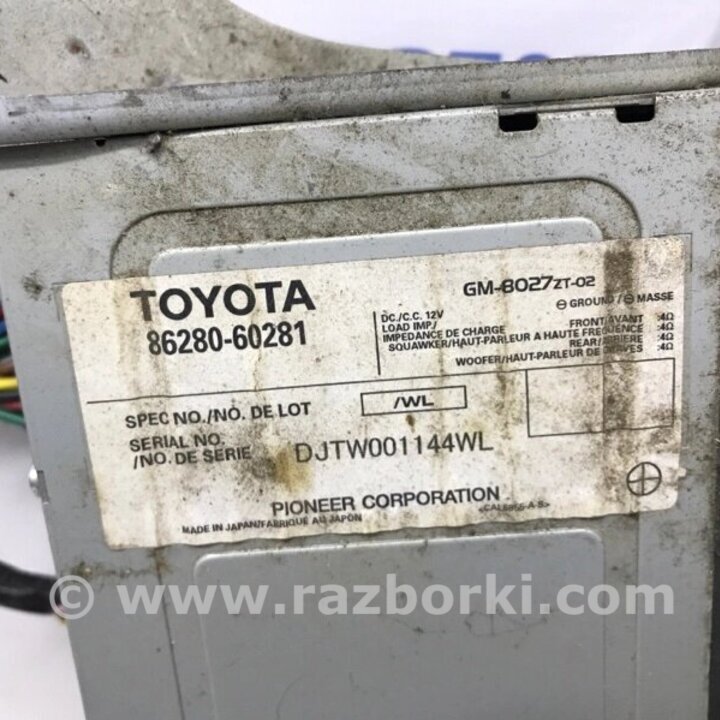 TOYOTA
86280-60281
GM-8027ZT-02
⊖ GROUND / ⊖ MASSE
DC./C.C. 12V
LOAD IMP./
IMPEDANCE DE CHARGE FRONT/AVANT :4Ω
SQUAWKER/HAUT-PARLEUR A HAUTE FREQUENCE :4Ω
REAR/ARRIERE :4Ω
WOOFER/HAUT-PARLEUR DE GRAVES :4Ω
SPEC NO./NO. DE LOT /WL
SERIAL NO.
/NO. DE SERIE DJTW001144WL
PIONEER CORPORATION
MADE IN JAPAN/FABRIQUE AU JAPON
© www.razborki.com